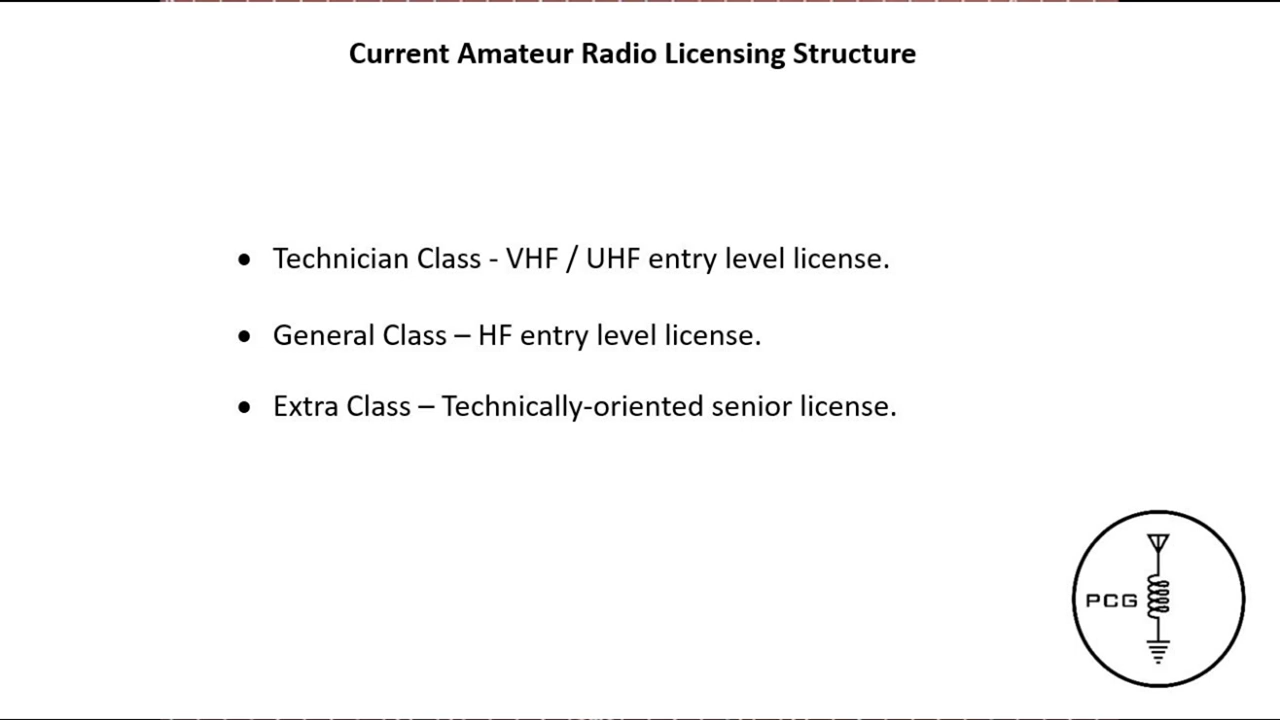 Current Amateur Radio Licensing Structure
• Technician Class - VHF / UHF entry level license.
• General Class – HF entry level license.
• Extra Class – Technically-oriented senior license.
PCG